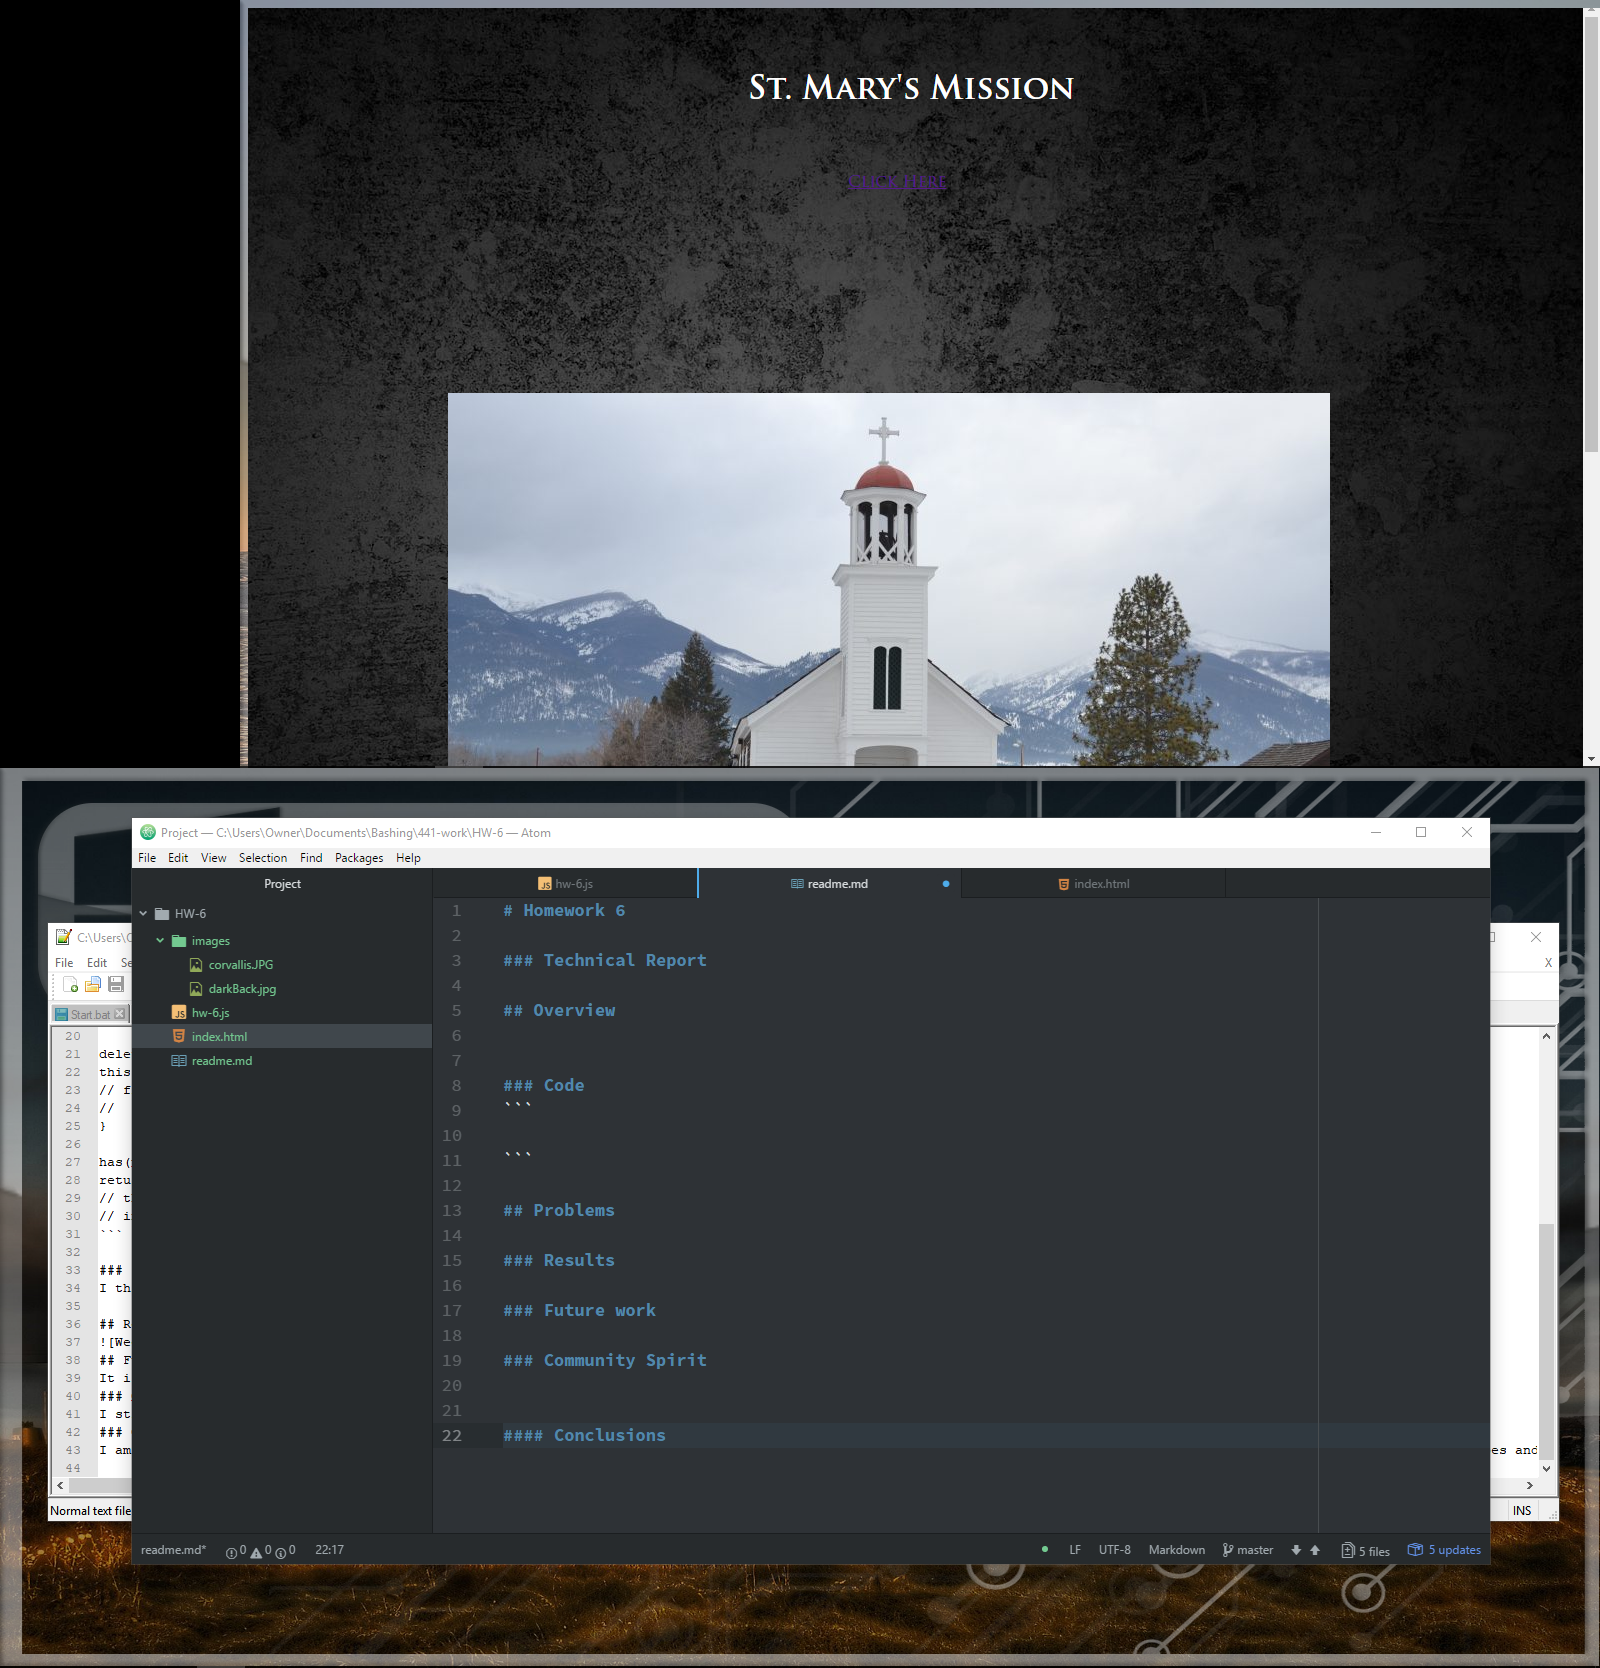 St. Mary's Mission
Click Here
Project — C:\Users\Owner\Documents\Bashing\441-work\HW-6 — Atom
File Edit View Selection Find Packages Help
Project
hw-6.js
readme.md
index.html
HW-6
images
corvallis.JPG
darkBack.jpg
hw-6.js
index.html
readme.md
1 # Homework 6
2
3 ### Technical Report
4
5 ## Overview
6
7
8 ### Code
9 ```
10
11 ```
12
13 ## Problems
14
15 ### Results
16
17 ### Future work
18
19 ### Community Spirit
20
21
22 #### Conclusions
readme.md* 0 0 0 22:17
LF UTF-8 Markdown master 5 files 5 updates
C:\Users\
File Edit Se
X
Start.bat
20
21 dele
22 this
23 // f
24 //
25 }
26
27 has(
28 retu
29 // t
30 // i
31 ```
32
33 ###
34 I th
35
36 ## R
37 ![We
38 ## F
39 It i
40 ###
41 I st
42 ###
43 I am es and
44
Normal text file INS